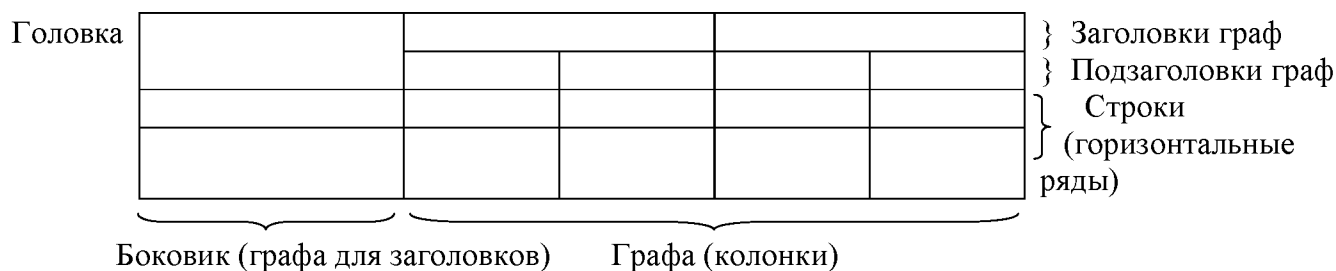 Головка
} Заголовки граф
} Подзаголовки граф
Строки
(горизонтальные
ряды)
Боковик (графа для заголовков)
Графа (колонки)